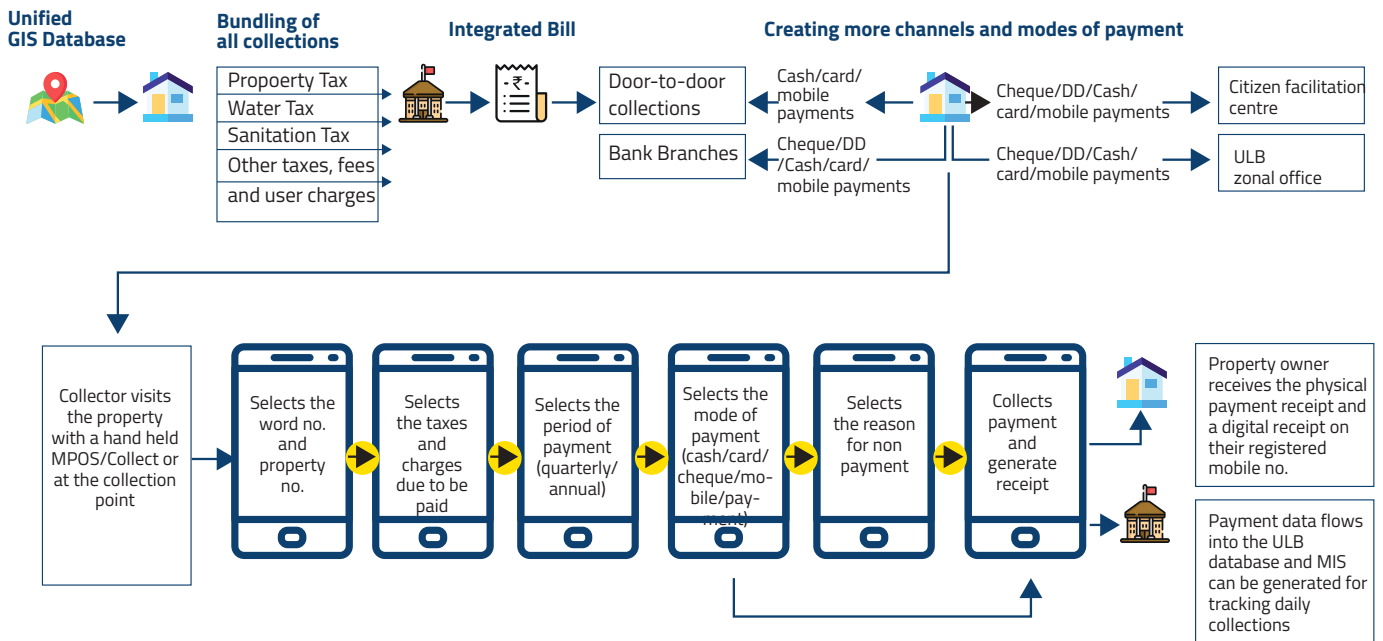 Unified
GIS Database
Bundling of
all collections
Integrated Bill
Creating more channels and modes of payment
Propoerty Tax
Water Tax
Sanitation Tax
Other taxes, fees
and user charges
₹
Door-to-door
collections
Bank Branches
Cash/card/
mobile
payments
Cheque/DD
/Cash/card/
mobile payments
Cheque/DD/Cash/
card/mobile payments
Cheque/DD/Cash/
card/mobile payments
Citizen facilitation
centre
ULB
zonal office
Collector visits
the property
with a hand held
MPOS/Collect or
at the collection
point
Selects the
word no.
and
property
no.
Selects
the taxes
and
charges
due to be
paid
Selects the
period of
payment
(quarterly/
annual)
Selects the
mode of
payment
(cash/card/
cheque/mo-
bile/pay-
ment)
Selects
the reason
for non
payment
Collects
payment
and
generate
receipt
Property owner
receives the physical
payment receipt and
a digital receipt on
their registered
mobile no.
Payment data flows
into the ULB
database and MIS
can be generated for
tracking daily
collections